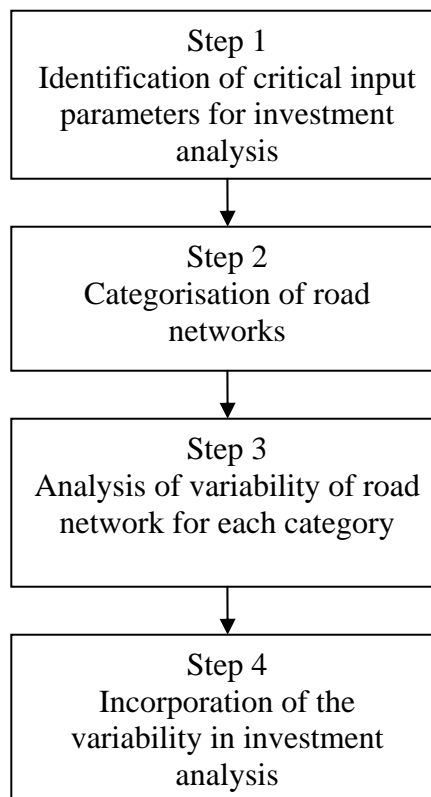 Step 1
Identification of critical input
parameters for investment
analysis
Step 2
Categorisation of road
networks
Step 3
Analysis of variability of road
network for each category
Step 4
Incorporation of the
variability in investment
analysis